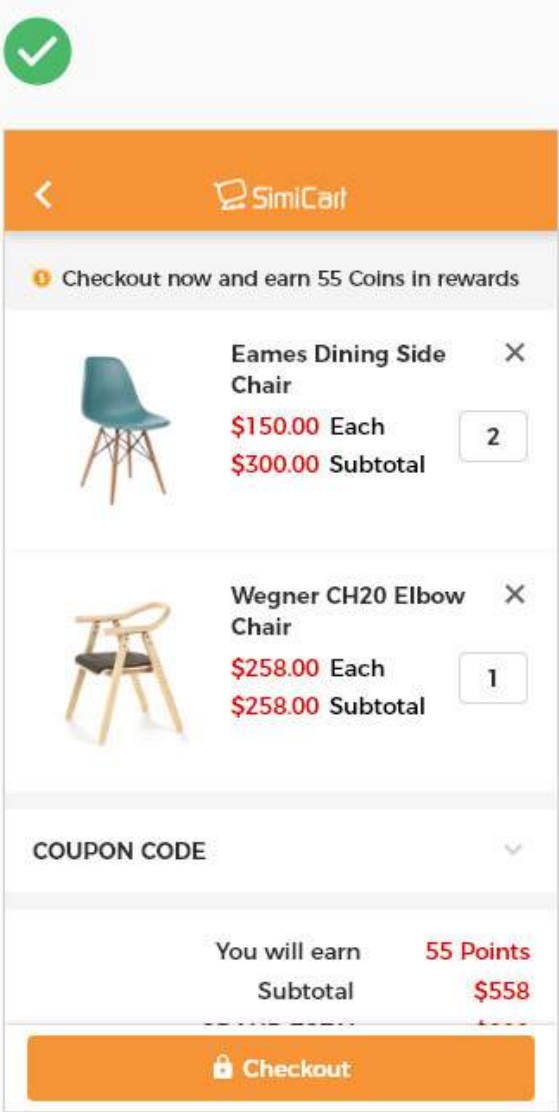 SimiCart
Checkout now and earn 55 Coins in rewards
Eames Dining Side
Chair
$150.00 Each
2
$300.00 Subtotal
Wegner CH20 Elbow
Chair
$258.00 Each
1
$258.00 Subtotal
COUPON CODE
You will earn 55 Points
Subtotal $558
Checkout